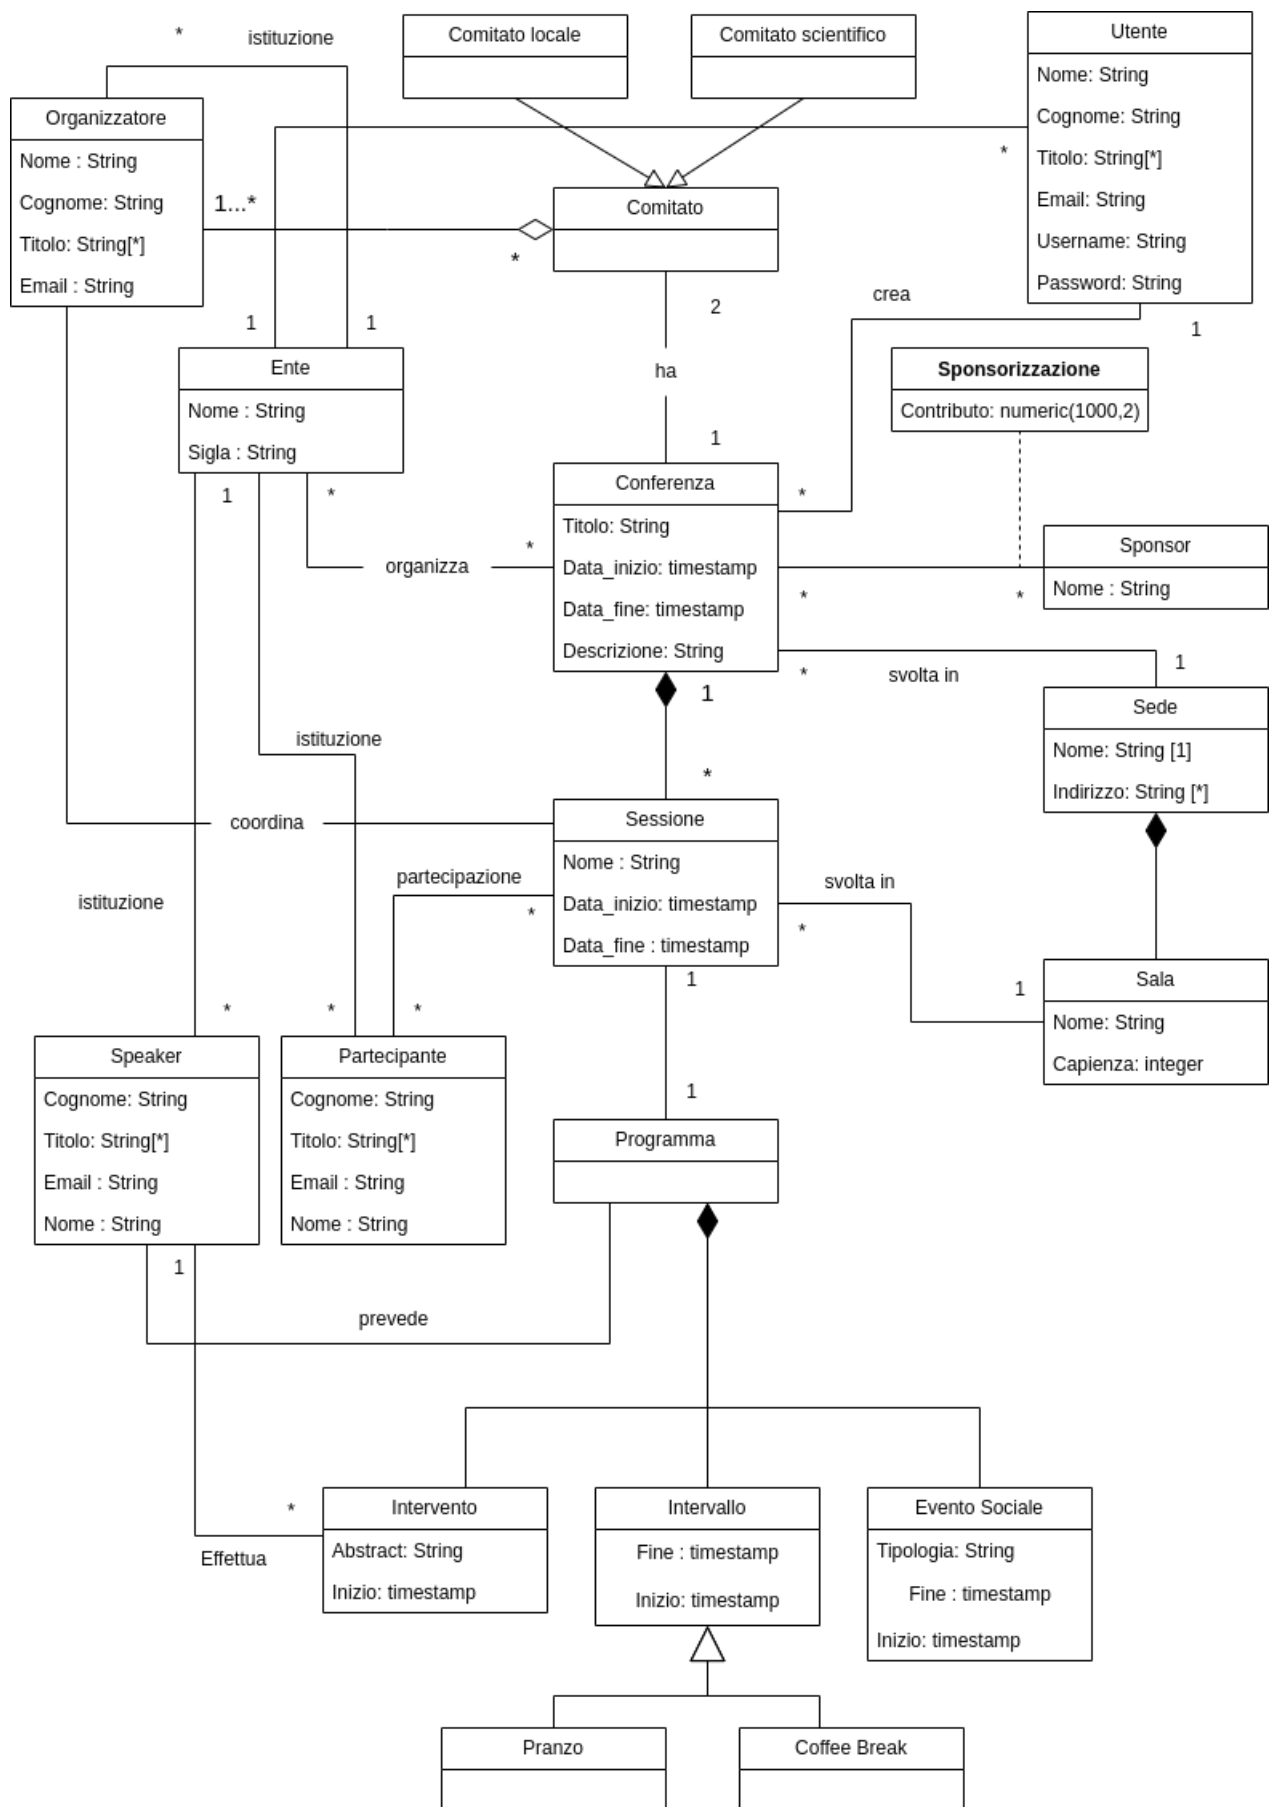 *
istituzione
Comitato locale
Comitato scientifico
Utente
Nome: String
Cognome: String
Titolo: String[*]
Email: String
Username: String
Password: String
Organizzatore
Nome : String
Cognome: String
Titolo: String[*]
Email : String
1...*
*
*
Comitato
2
crea
1
1
1
ha
1
Ente
Nome : String
Sigla : String
Sponsorizzazione
Contributo: numeric(1000,2)
1
*
organizza
*
Conferenza
Titolo: String
Data_inizio: timestamp
Data_fine: timestamp
Descrizione: String
*
*
*
Sponsor
Nome : String
*
svolta in
1
1
*
Sede
Nome: String [1]
Indirizzo: String [*]
istituzione
coordina
Sessione
Nome : String
Data_inizio: timestamp
Data_fine : timestamp
partecipazione
*
svolta in
*
1
istituzione
Sala
Nome: String
Capienza: integer
*
*
*
1
1
Speaker
Cognome: String
Titolo: String[*]
Email : String
Nome : String
Partecipante
Cognome: String
Titolo: String[*]
Email : String
Nome : String
Programma
1
prevede
*
Effettua
Intervento
Abstract: String
Inizio: timestamp
Intervallo
Fine : timestamp
Inizio: timestamp
Evento Sociale
Tipologia: String
Fine : timestamp
Inizio: timestamp
Pranzo
Coffee Break